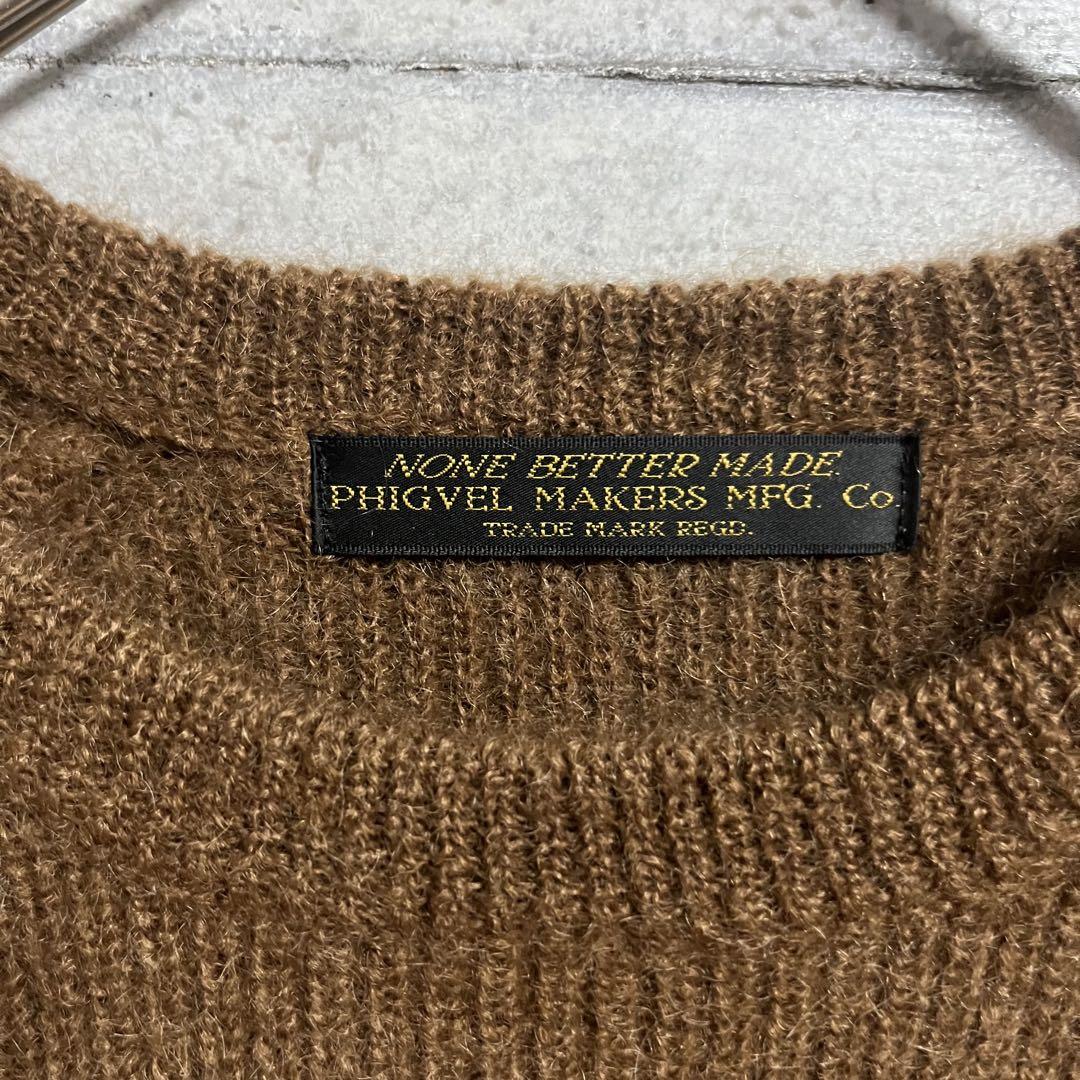 NONE BETTER MADE.
PHIGVEL MAKERS MFG. Co.
TRADE MARK REGD.